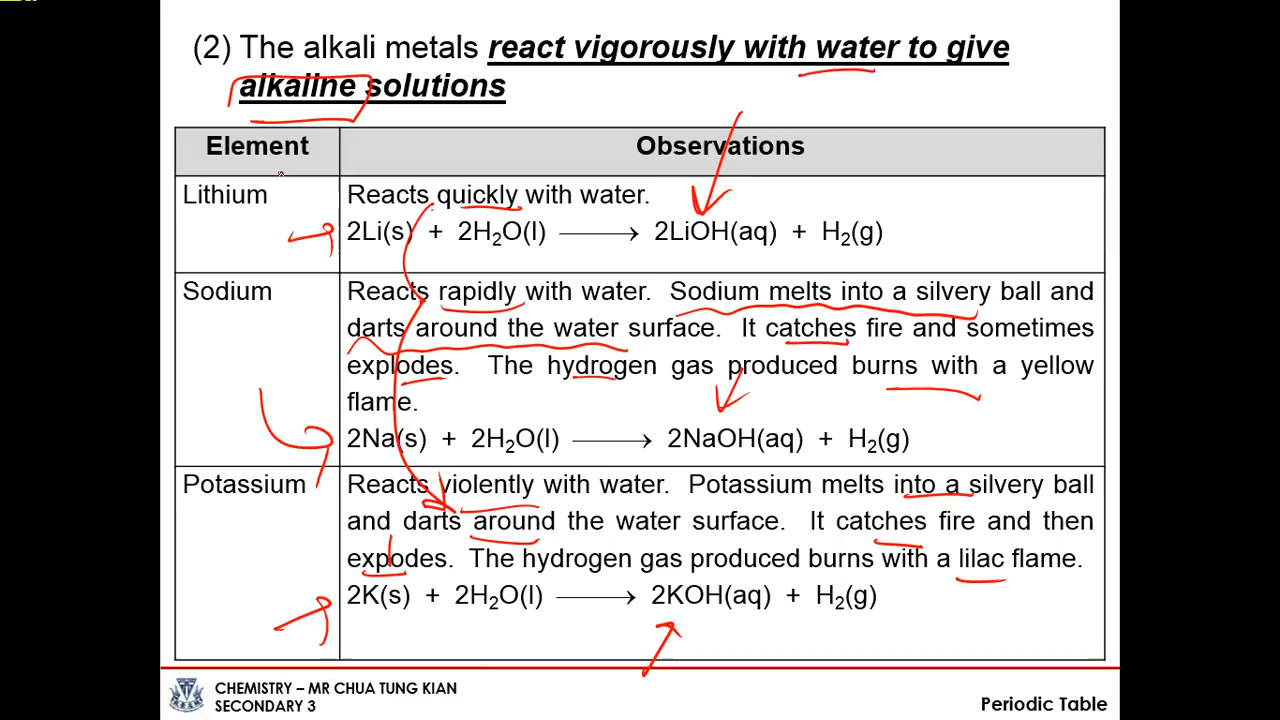 (2) The alkali metals react vigorously with water to give
alkaline solutions
Element
Observations
Lithium
Reacts quickly with water.
2Li(s) + 2H₂O(l) ⟶ 2LiOH(aq) + H₂(g)
Sodium
Reacts rapidly with water. Sodium melts into a silvery ball and
darts around the water surface. It catches fire and sometimes
explodes. The hydrogen gas produced burns with a yellow
flame.
2Na(s) + 2H₂O(l) ⟶ 2NaOH(aq) + H₂(g)
Potassium
Reacts violently with water. Potassium melts into a silvery ball
and darts around the water surface. It catches fire and then
expodes. The hydrogen gas produced burns with a lilac flame.
2K(s) + 2H₂O(l) ⟶ 2KOH(aq) + H₂(g)
CHEMISTRY – MR CHUA TUNG KIAN
SECONDARY 3
Periodic Table